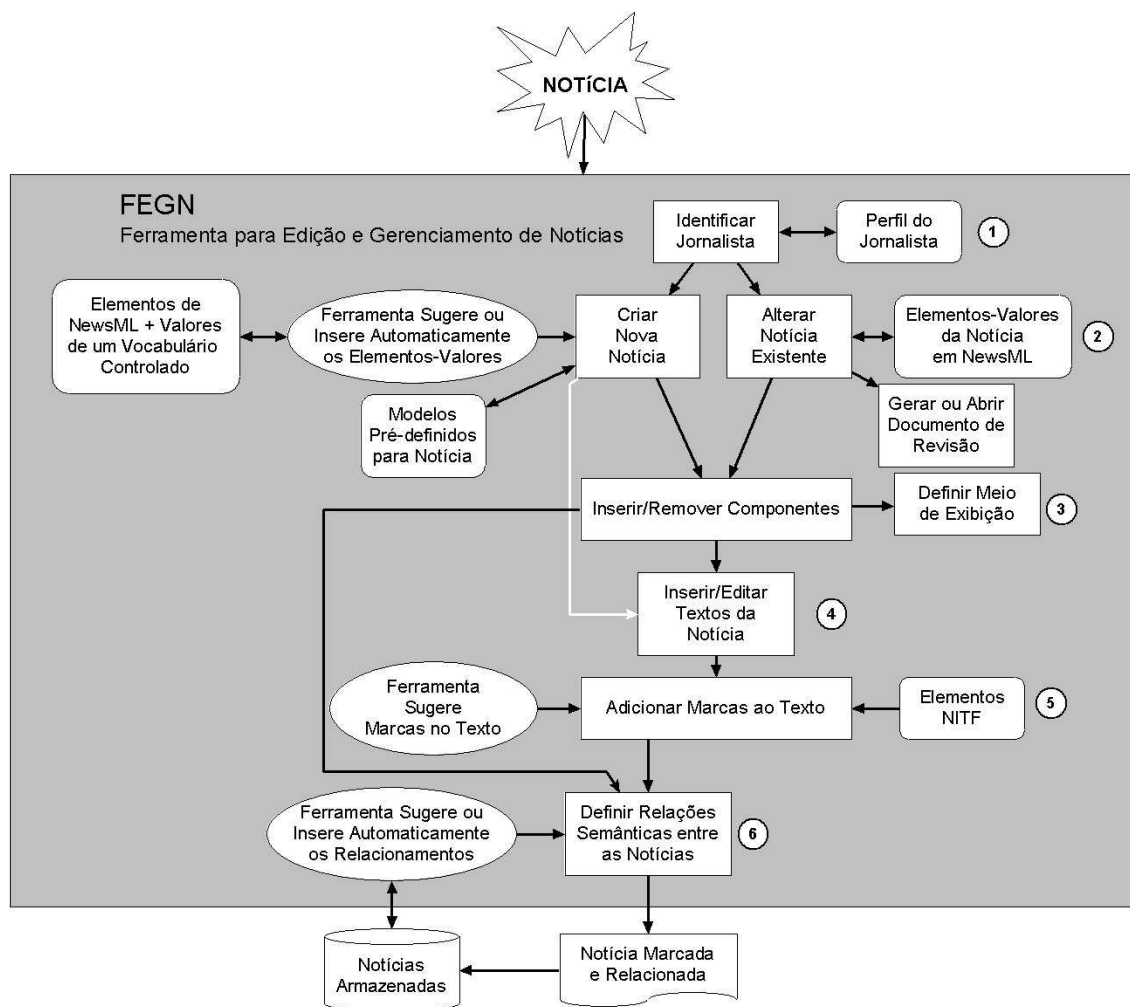 NOTíCIA
FEGN
Ferramenta para Edição e Gerenciamento de Notícias
Identificar
Jornalista
Perfil do
Jornalista
1
Elementos de
NewsML + Valores
de um Vocabulário
Controlado
Ferramenta Sugere ou
Insere Automaticamente
os Elementos-Valores
Criar
Nova
Notícia
Alterar
Notícia
Existente
Elementos-Valores
da Notícia
em NewsML
2
Modelos
Pré-definidos
para Notícia
Gerar ou Abrir
Documento de
Revisão
Inserir/Remover Componentes
Definir Meio
de Exibição
3
Inserir/Editar
Textos da
Notícia
4
Ferramenta
Sugere
Marcas no Texto
Adicionar Marcas ao Texto
Elementos
NITF
5
Ferramenta Sugere ou
Insere Automaticamente
os Relacionamentos
Definir Relações
Semânticas entre
as Notícias
6
Notícias
Armazenadas
Notícia Marcada
e Relacionada